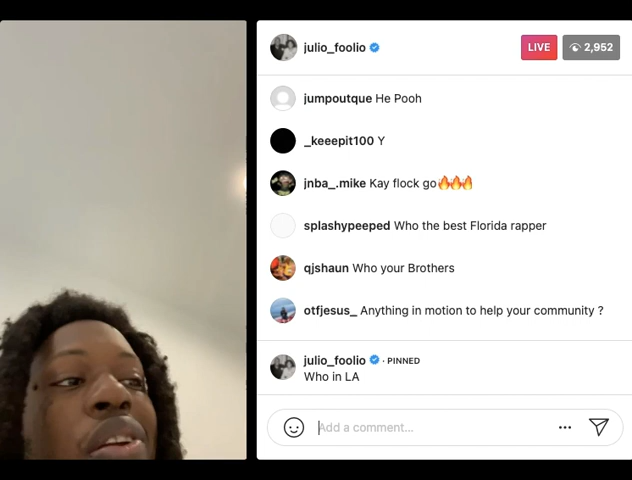 julio_foolio
LIVE
2,952
jumpoutque He Pooh
_keeepit100 Y
jnba_.mike Kay flock go🔥🔥🔥
splashypeeped Who the best Florida rapper
qjshaun Who your Brothers
otfjesus_ Anything in motion to help your community ?
julio_foolio · PINNED
Who in LA
Add a comment...